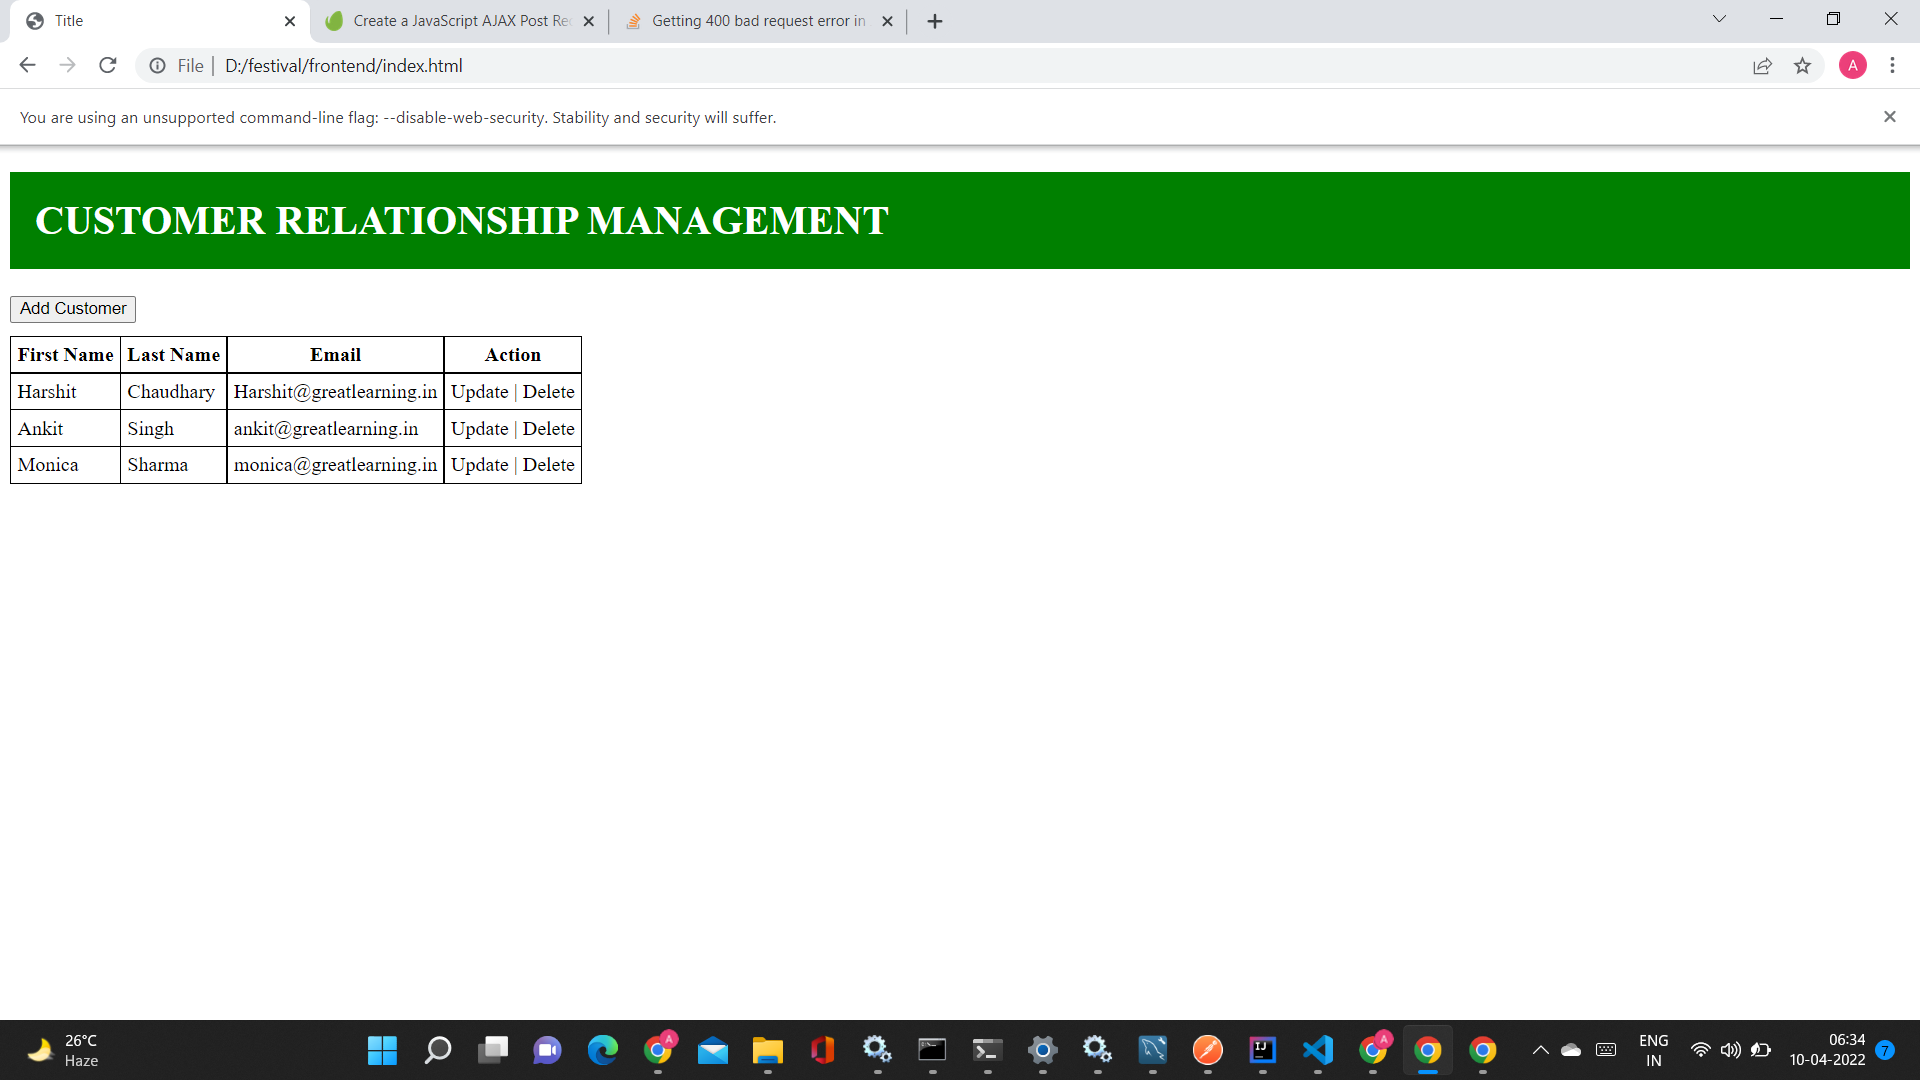 Title
Create a JavaScript AJAX Post Re
Getting 400 bad request error in
File
D:/festival/frontend/index.html
A
You are using an unsupported command-line flag: --disable-web-security. Stability and security will suffer.
CUSTOMER RELATIONSHIP MANAGEMENT
Add Customer
First Name Last Name Email Action
Harshit Chaudhary Harshit@greatlearning.in Update | Delete
Ankit Singh ankit@greatlearning.in Update | Delete
Monica Sharma monica@greatlearning.in Update | Delete
26°C
Haze
A
IJ
A
ENG
IN
06:34
10-04-2022
7